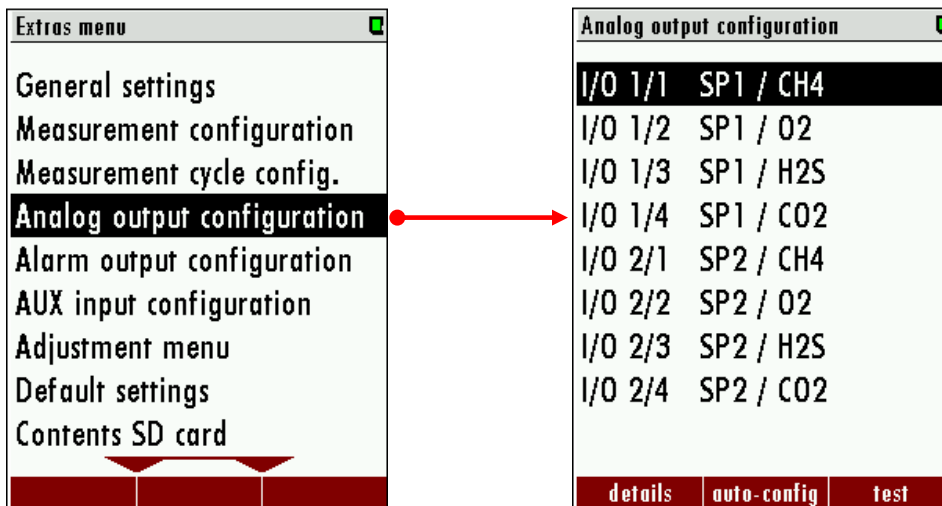 Extras menu
General settings
Measurement configuration
Measurement cycle config.
Analog output configuration
Alarm output configuration
AUX input configuration
Adjustment menu
Default settings
Contents SD card
Analog output configuration
I/O 1/1 SP1 / CH4
I/O 1/2 SP1 / O2
I/O 1/3 SP1 / H2S
I/O 1/4 SP1 / CO2
I/O 2/1 SP2 / CH4
I/O 2/2 SP2 / O2
I/O 2/3 SP2 / H2S
I/O 2/4 SP2 / CO2
details auto-config test